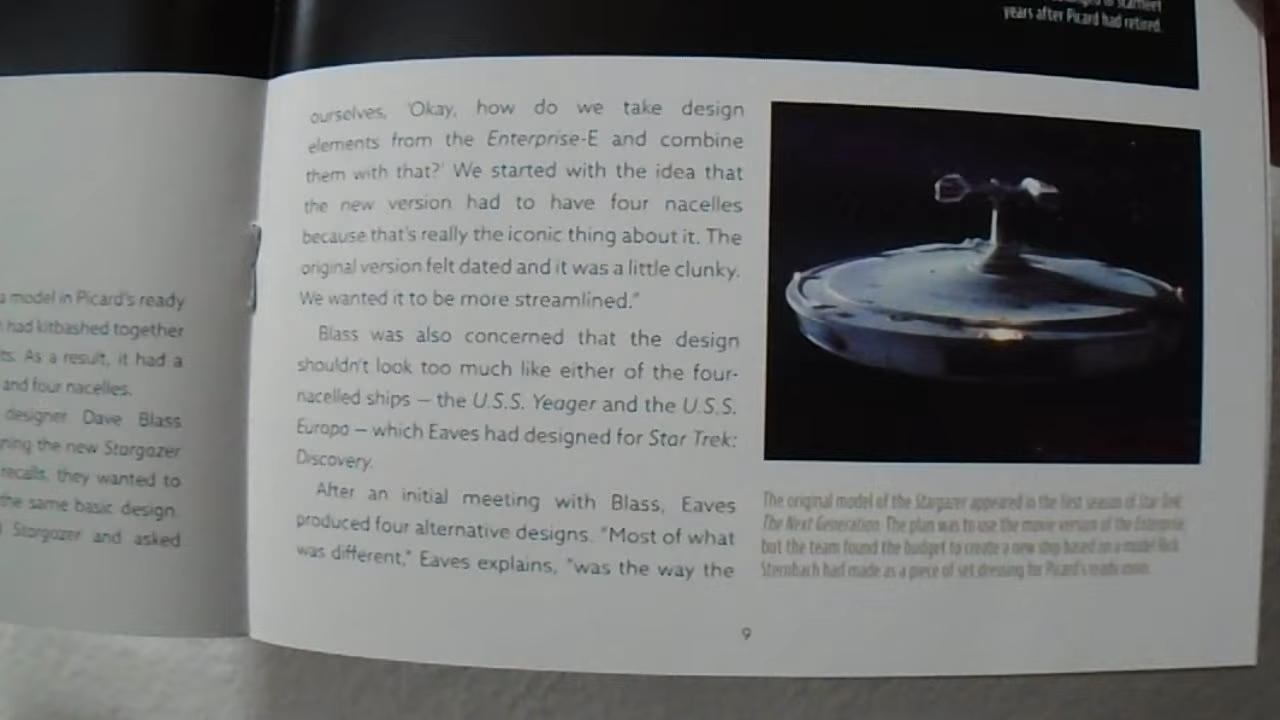 years after Picard had retired.
a model in Picard's ready
had kitbashed together
As a result, it had a
and four nacelles.
designer Dave Blass
the new Stargazer
recalls, they wanted to
the same basic design.
Stargazer and asked
ourselves, 'Okay, how do we take design
elements from the Enterprise-E and combine
them with that?' We started with the idea that
the new version had to have four nacelles
because that's really the iconic thing about it. The
original version felt dated and it was a little clunky.
We wanted it to be more streamlined."
Blass was also concerned that the design
shouldn't look too much like either of the four-
nacelled ships – the U.S.S. Yeager and the U.S.S.
Europa – which Eaves had designed for Star Trek:
Discovery.
After an initial meeting with Blass, Eaves
produced four alternative designs. "Most of what
was different," Eaves explains, "was the way the
The original model of the Stargazer appeared in the first season of Star Trek:
The Next Generation. The plan was to use the movie version of the Enterprise
but the team found the budget to create a new ship based on a model Rick
Sternbach had made as a piece of set dressing for Picard's ready room.
9